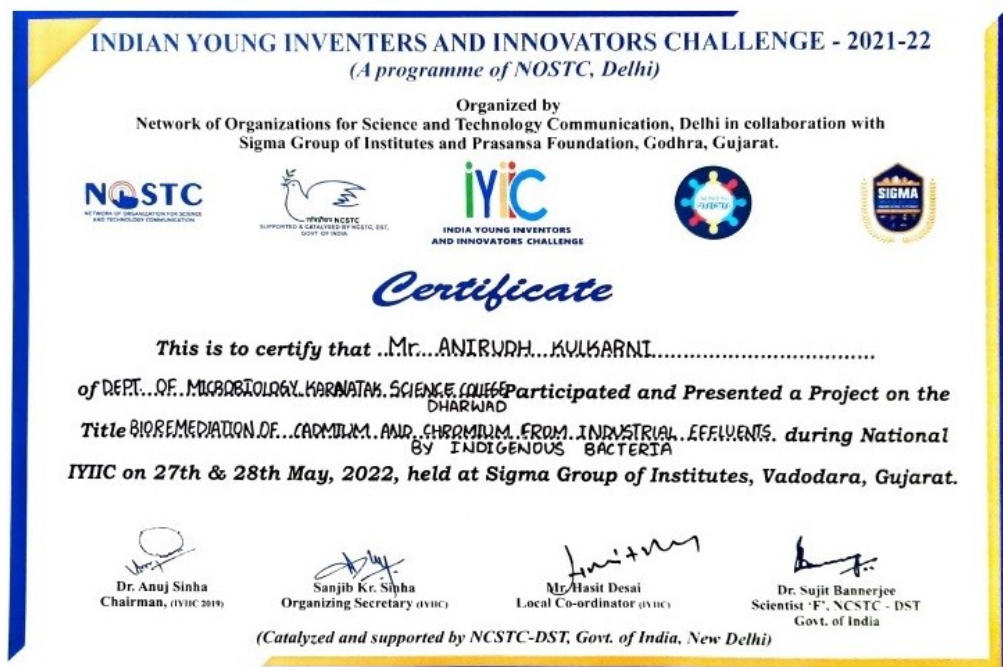 INDIAN YOUNG INVENTERS AND INNOVATORS CHALLENGE - 2021-22
(A programme of NOSTC, Delhi)
Organized by
Network of Organizations for Science and Technology Communication, Delhi in collaboration with
Sigma Group of Institutes and Prasansa Foundation, Godhra, Gujarat.
NOSTC
NETWORK OF ORGANIZATION FOR SCIENCE
AND TECHNOLOGY COMMUNICATION
NCSTC
SUPPORTED & CATALYSED BY NCSTC, DST,
GOVT OF INDIA
iYiiC
INDIA YOUNG INVENTORS
AND INNOVATORS CHALLENGE
FOUNDATION
SIGMA
Certificate
This is to certify that ..Mr...ANIRUDH...KULKARNI.......................................
of DEPT...OF..MICROBIOLOGY..KARNATAK..SCIENCE..COLLEGE Participated and Presented a Project on the
DHARWAD
Title BIOREMEDIATION.OF...CADMIUM..AND..CHROMIUM..FROM..INDUSTRIAL..EFFLUENTS. during National
BY INDIGENOUS BACTERIA
IYIIC on 27th & 28th May, 2022, held at Sigma Group of Institutes, Vadodara, Gujarat.
Dr. Anuj Sinha
Chairman, (IYIIC 2019)
Sanjib Kr. Sinha
Organizing Secretary (IYIIC)
Mr. Hasit Desai
Local Co-ordinator (IYIIC)
Dr. Sujit Bannerjee
Scientist 'F', NCSTC - DST
Govt. of India
(Catalyzed and supported by NCSTC-DST, Govt. of India, New Delhi)